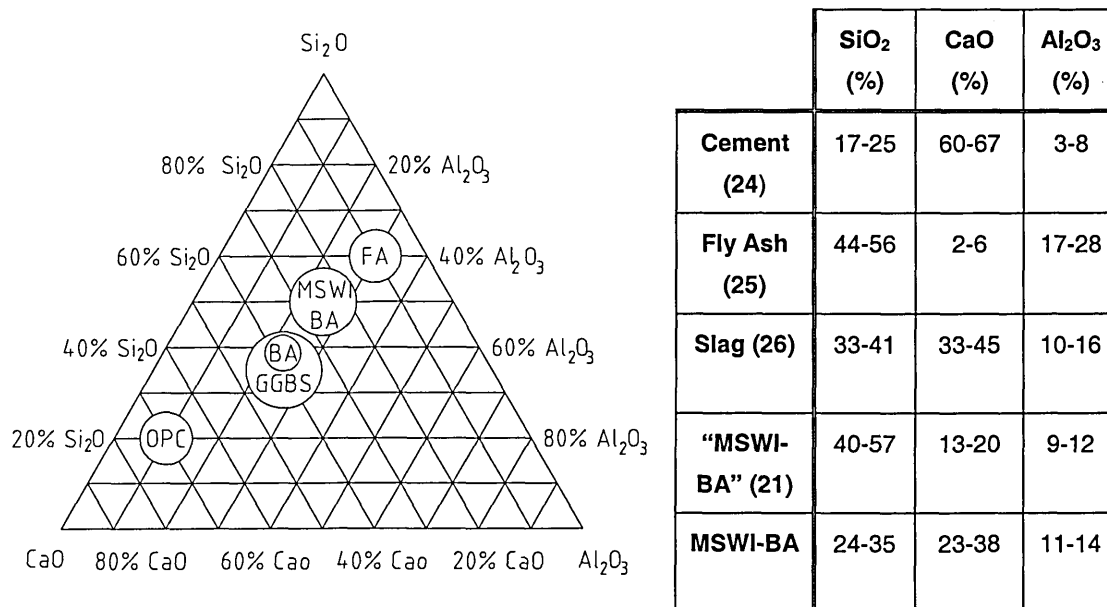 Si₂O
80% Si₂O 20% Al₂O₃
60% Si₂O FA 40% Al₂O₃
MSWI
BA
40% Si₂O BA 60% Al₂O₃
GGBS
20% Si₂O OPC 80% Al₂O₃
CaO 80% CaO 60% Cao 40% Cao 20% CaO Al₂O₃
SiO₂ CaO Al₂O₃
(%) (%) (%)
Cement 17-25 60-67 3-8
(24)
Fly Ash 44-56 2-6 17-28
(25)
Slag (26) 33-41 33-45 10-16
“MSWI- 40-57 13-20 9-12
BA” (21)
MSWI-BA 24-35 23-38 11-14